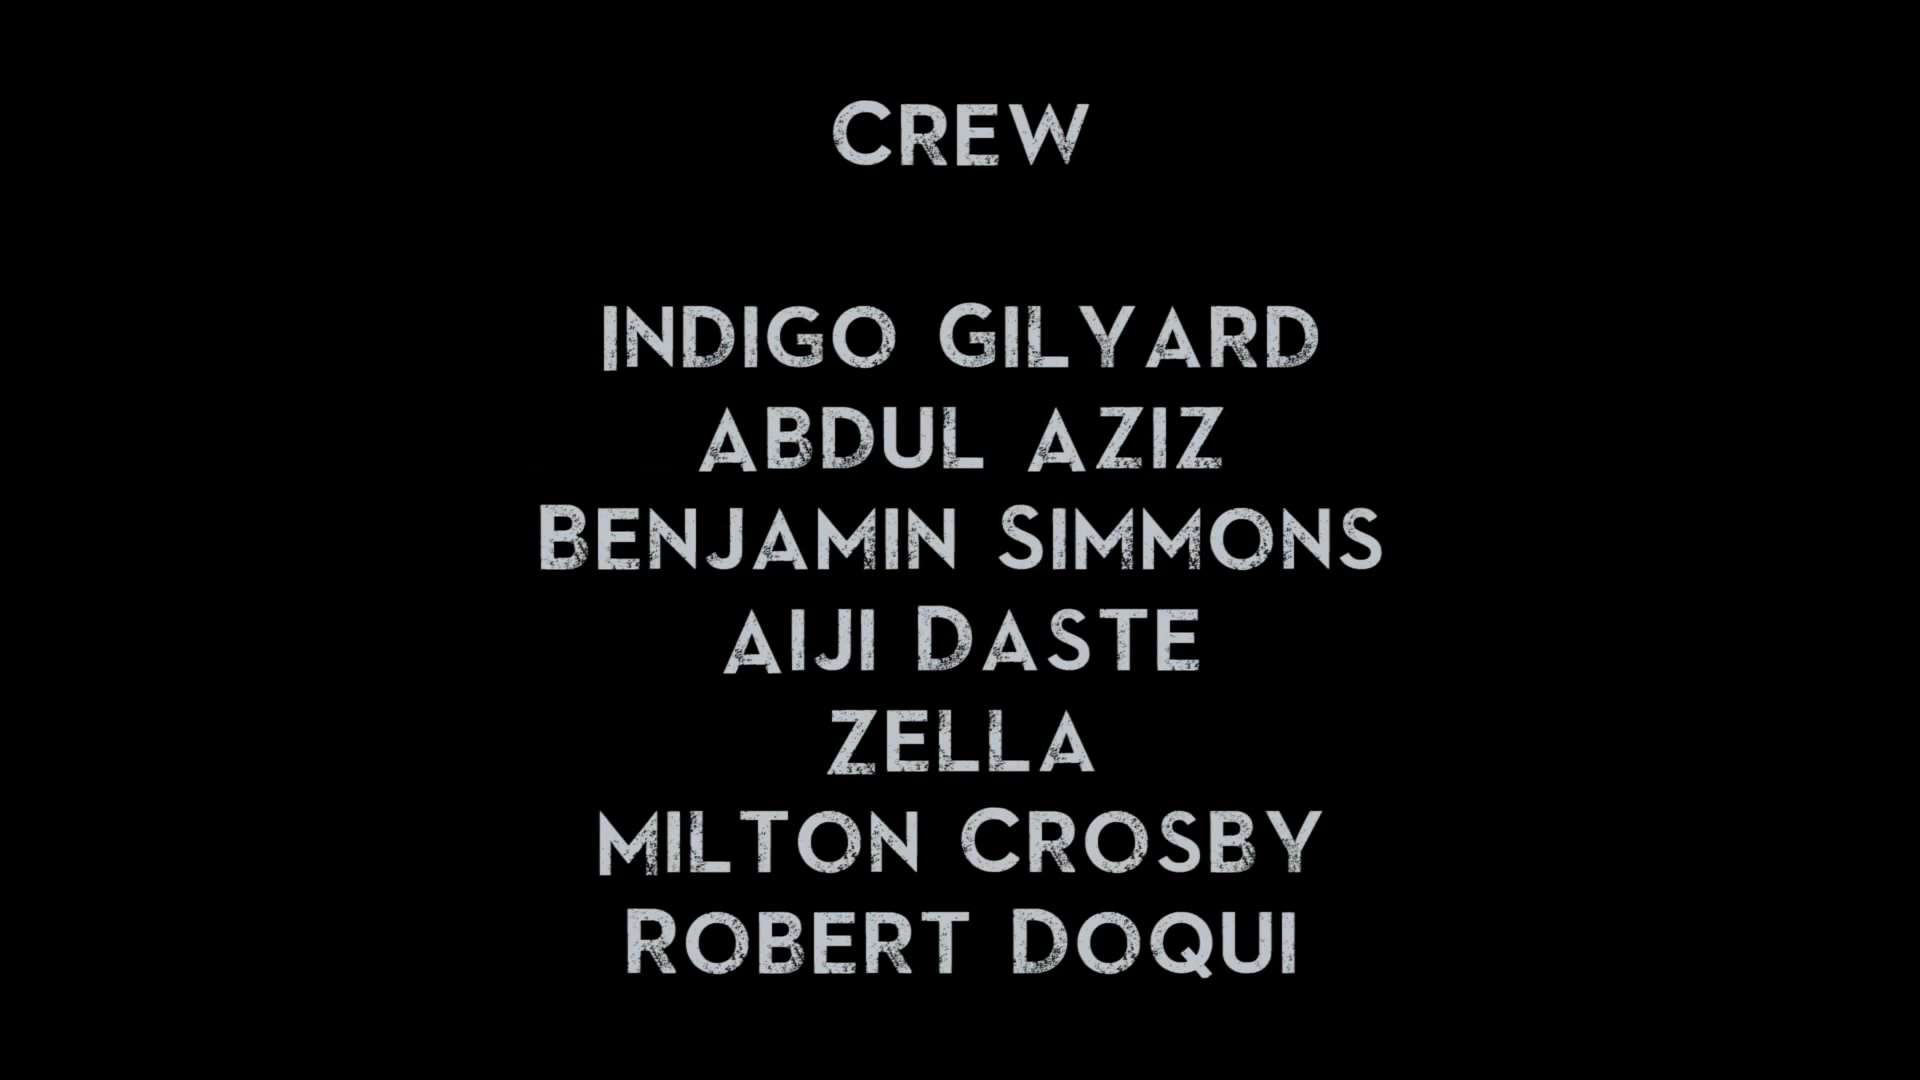 CREW
INDIGO GILYARD
ABDUL AZIZ
BENJAMIN SIMMONS
AIJI DASTE
ZELLA
MILTON CROSBY
ROBERT DOQUI